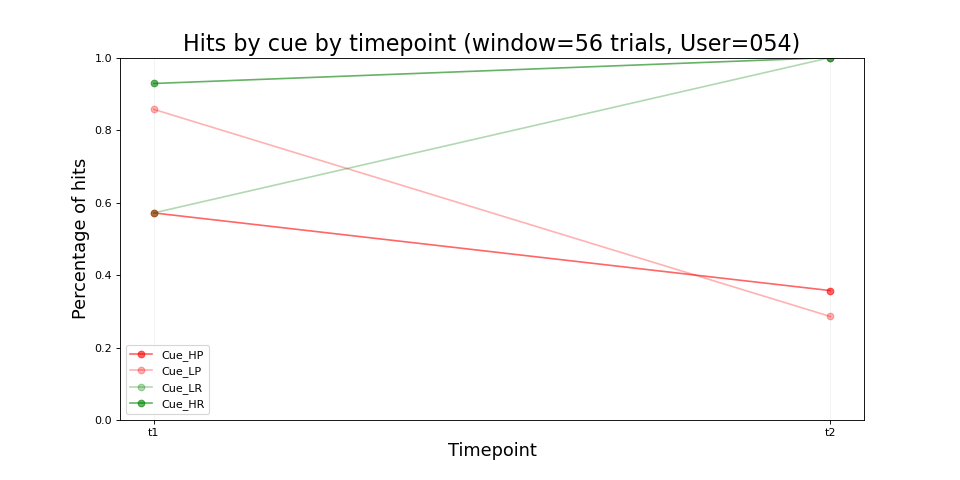 Hits by cue by timepoint (window=56 trials, User=054)
Percentage of hits
1.0
0.8
0.6
0.4
0.2
0.0
Cue_HP
Cue_LP
Cue_LR
Cue_HR
t1
t2
Timepoint